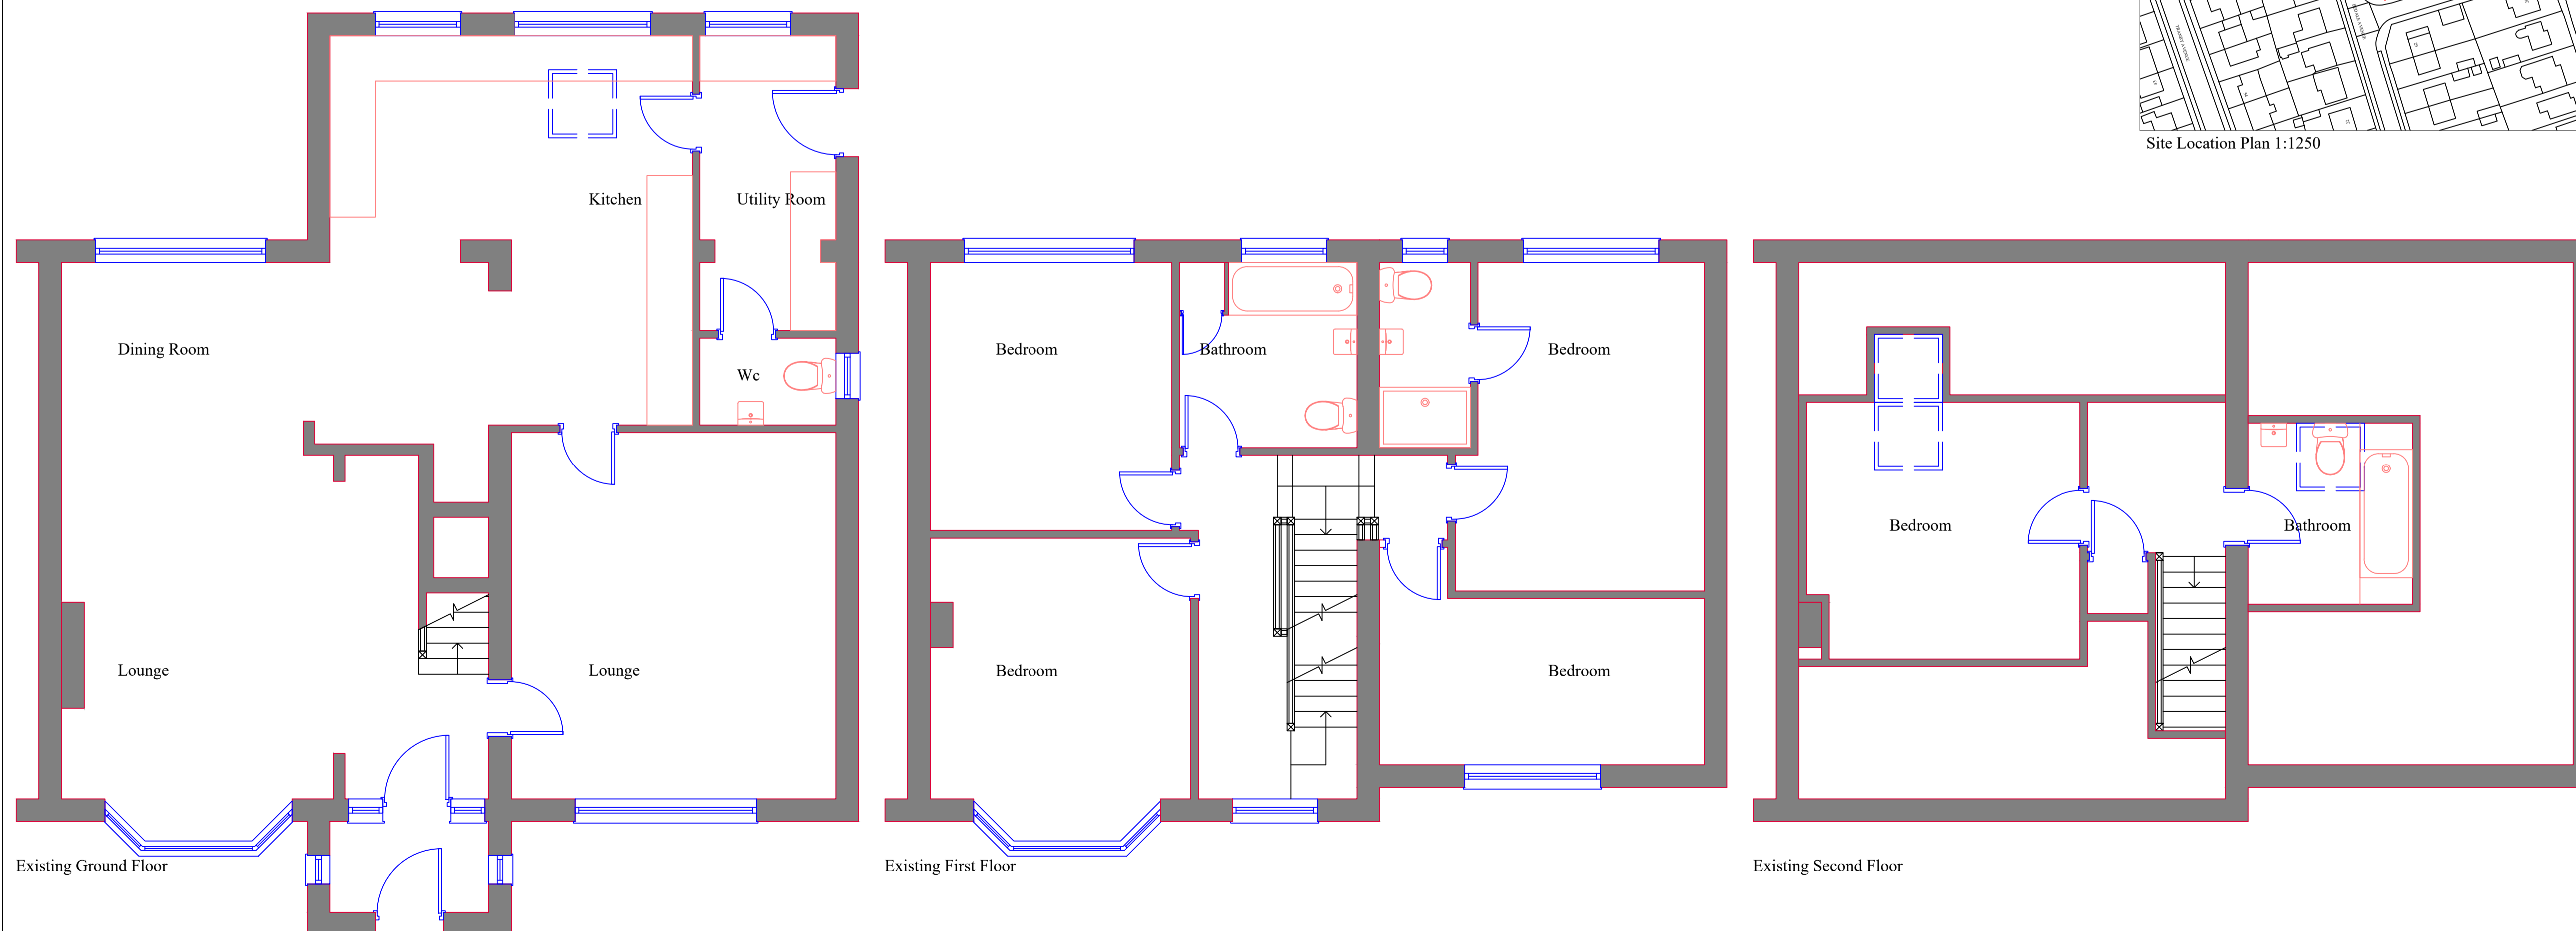 Site Location Plan 1:1250
Kitchen
Utility Room
Dining Room
Wc
Lounge
Lounge
Existing Ground Floor
Bedroom
Bathroom
Bedroom
Bedroom
Bedroom
Existing First Floor
Bedroom
Bathroom
Existing Second Floor